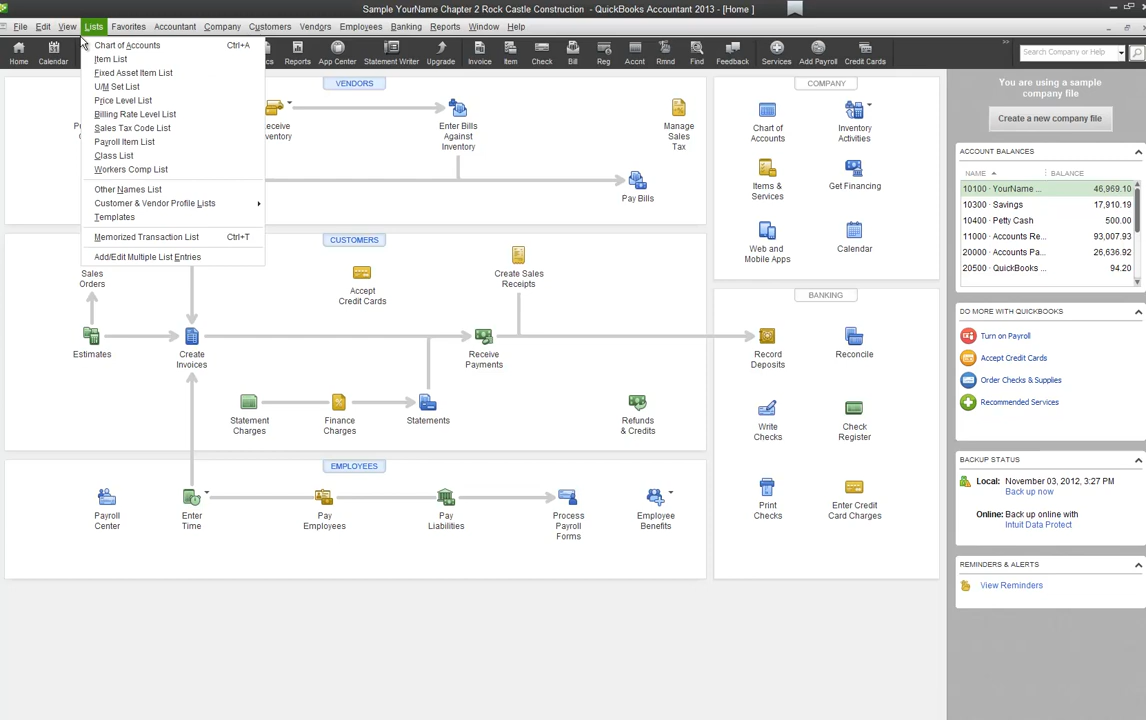 Sample YourName Chapter 2 Rock Castle Construction - QuickBooks Accountant 2013 - [Home ]
File Edit View Lists Favorites Accountant Company Customers Vendors Employees Banking Reports Window Help
Home Calendar Reports App Center Statement Writer Upgrade Invoice Item Check Bill Reg Accnt Rmnd Find Feedback Services Add Payroll Credit Cards
Search Company or Help
Chart of Accounts Ctrl+A
Item List
Fixed Asset Item List
U/M Set List
Price Level List
Billing Rate Level List
Sales Tax Code List
Payroll Item List
Class List
Workers Comp List
Other Names List
Customer & Vendor Profile Lists
Templates
Memorized Transaction List Ctrl+T
Add/Edit Multiple List Entries
VENDORS
Enter Bills
Against
Inventory
Manage
Sales
Tax
Pay Bills
CUSTOMERS
Sales
Orders
Accept
Credit Cards
Create Sales
Receipts
Estimates
Create
Invoices
Receive
Payments
Statement
Charges
Finance
Charges
Statements
Refunds
& Credits
EMPLOYEES
Payroll
Center
Enter
Time
Pay
Employees
Pay
Liabilities
Process
Payroll
Forms
Employee
Benefits
COMPANY
Chart of
Accounts
Inventory
Activities
Items &
Services
Get Financing
Web and
Mobile Apps
Calendar
BANKING
Record
Deposits
Reconcile
Write
Checks
Check
Register
Print
Checks
Enter Credit
Card Charges
You are using a sample
company file
Create a new company file
ACCOUNT BALANCES
NAME BALANCE
10100 · YourName ... 46,969.10
10300 · Savings 17,910.19
10400 · Petty Cash 500.00
11000 · Accounts Re... 93,007.93
20000 · Accounts Pa... 26,636.92
20500 · QuickBooks ... 94.20
DO MORE WITH QUICKBOOKS
Turn on Payroll
Accept Credit Cards
Order Checks & Supplies
Recommended Services
BACKUP STATUS
Local: November 03, 2012, 3:27 PM
Back up now
Online: Back up online with
Intuit Data Protect
REMINDERS & ALERTS
View Reminders